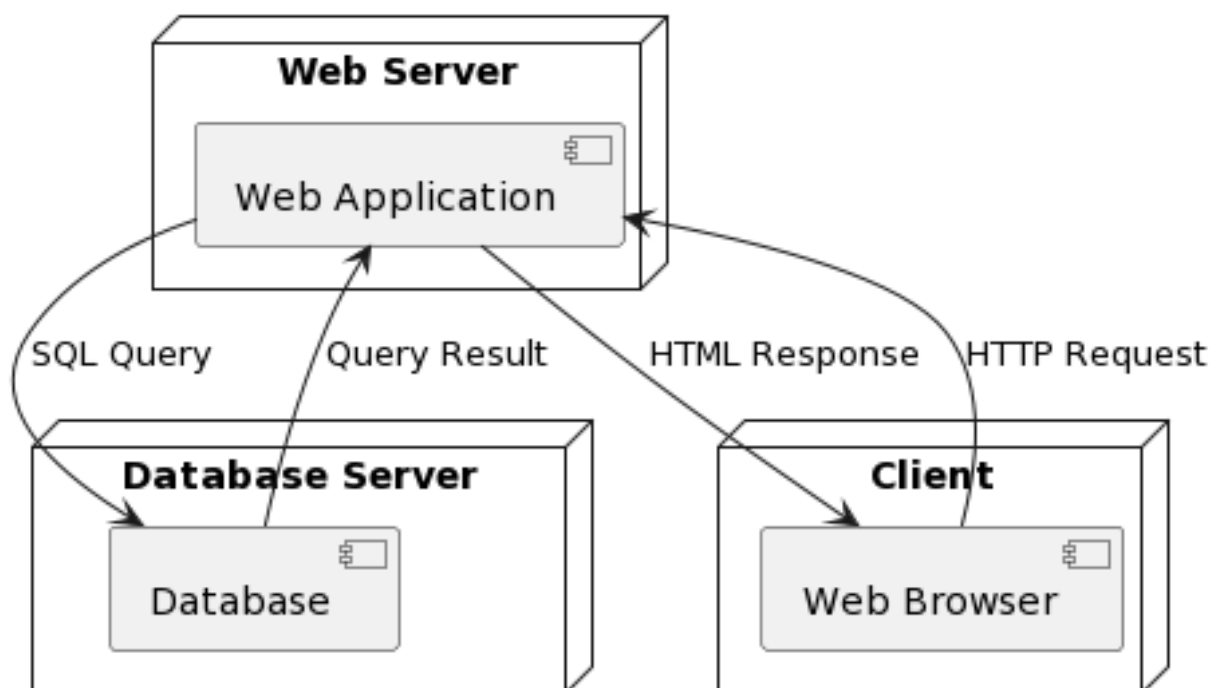 Web Server
Web Application
SQL Query
Query Result
HTML Response
HTTP Request
Database Server
Client
Database
Web Browser